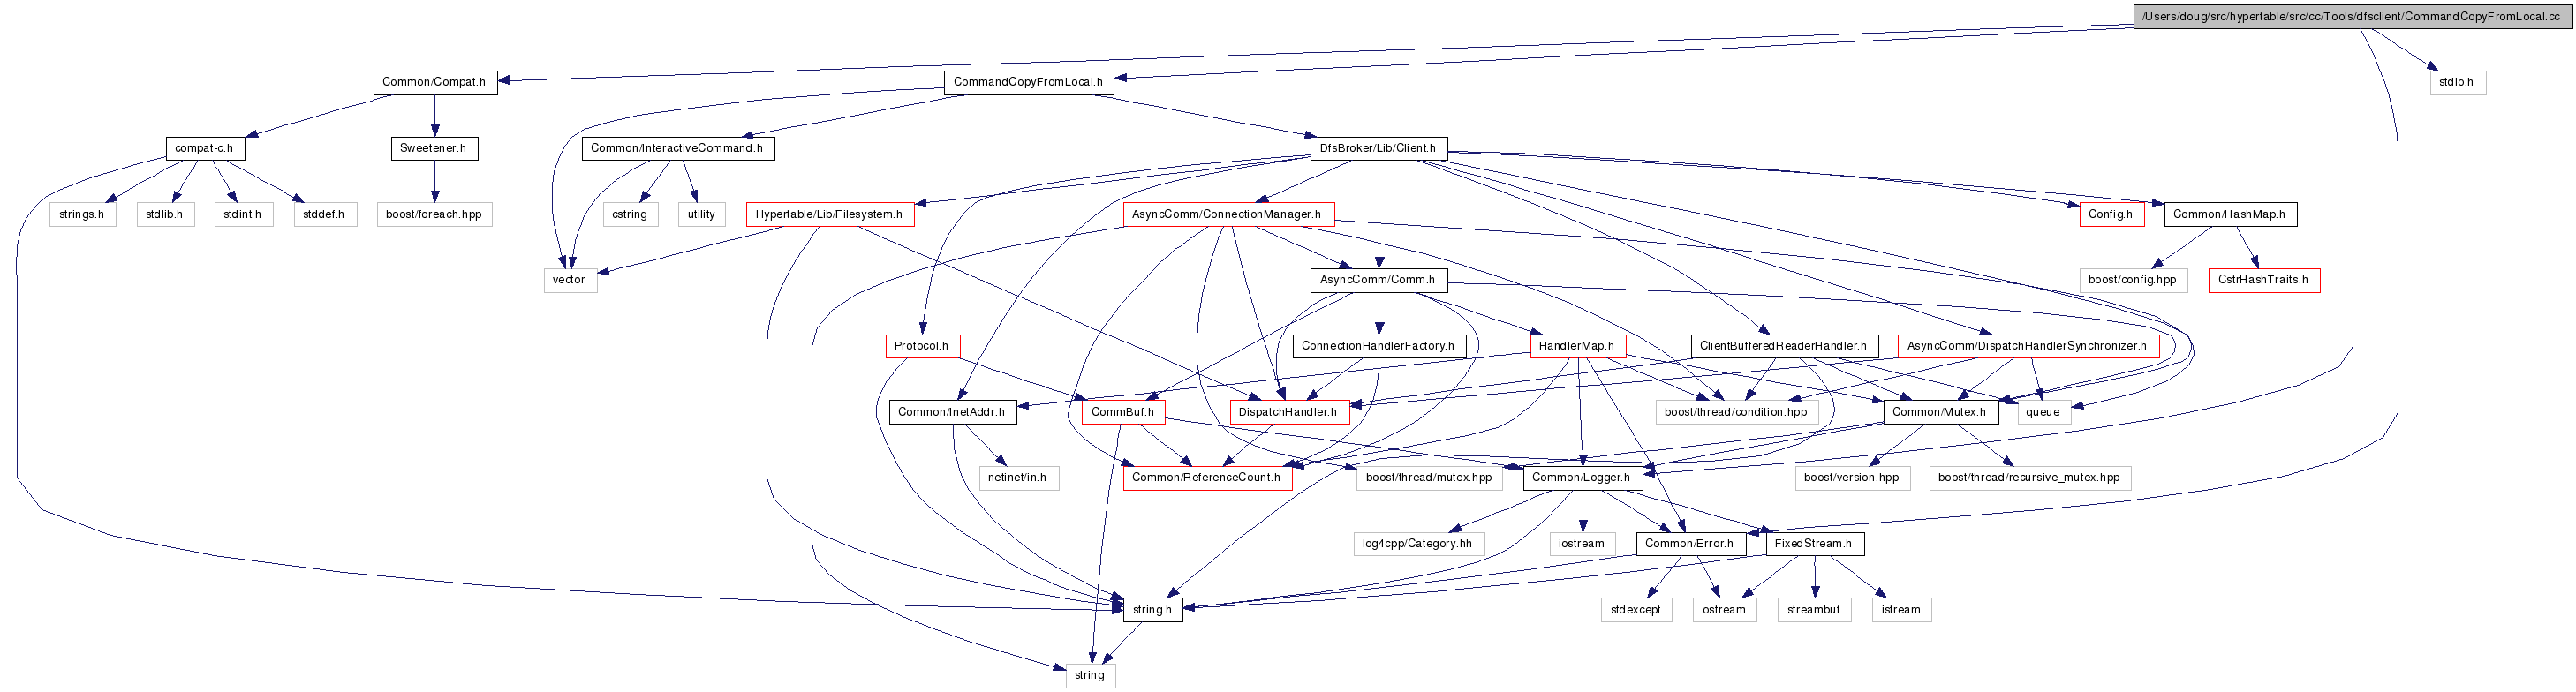 /Users/doug/src/hypertable/src/cc/Tools/dfsclient/CommandCopyFromLocal.cc
Common/Compat.h
CommandCopyFromLocal.h
stdio.h
compat-c.h
Sweetener.h
Common/InteractiveCommand.h
DfsBroker/Lib/Client.h
strings.h
stdlib.h
stdint.h
stddef.h
boost/foreach.hpp
cstring
utility
Hypertable/Lib/Filesystem.h
AsyncComm/ConnectionManager.h
Config.h
Common/HashMap.h
vector
AsyncComm/Comm.h
boost/config.hpp
CstrHashTraits.h
Protocol.h
ConnectionHandlerFactory.h
HandlerMap.h
ClientBufferedReaderHandler.h
AsyncComm/DispatchHandlerSynchronizer.h
Common/InetAddr.h
CommBuf.h
DispatchHandler.h
boost/thread/condition.hpp
Common/Mutex.h
queue
netinet/in.h
Common/ReferenceCount.h
boost/thread/mutex.hpp
Common/Logger.h
boost/version.hpp
boost/thread/recursive_mutex.hpp
log4cpp/Category.hh
iostream
Common/Error.h
FixedStream.h
string.h
stdexcept
ostream
streambuf
istream
string